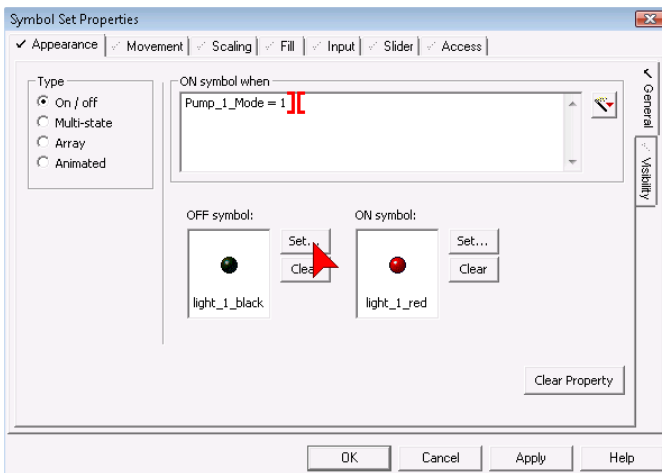 Symbol Set Properties
Appearance Movement Scaling Fill Input Slider Access
Type
On / off
Multi-state
Array
Animated
ON symbol when
Pump_1_Mode = 1
General
Visibility
OFF symbol:
Set...
Clear
light_1_black
ON symbol:
Set...
Clear
light_1_red
Clear Property
OK Cancel Apply Help